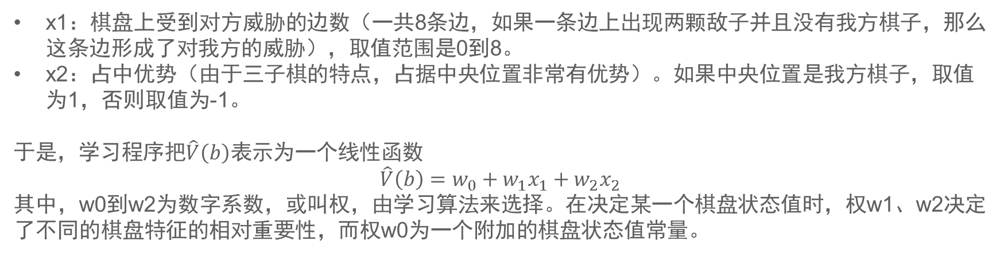 • x1：棋盘上受到对方威胁的边数（一共8条边，如果一条边上出现两颗敌子并且没有我方棋子，那么
这条边形成了对我方的威胁），取值范围是0到8。
• x2：占中优势（由于三子棋的特点，占据中央位置非常有优势）。如果中央位置是我方棋子，取值
为1，否则取值为-1。
于是，学习程序把V̂(b)表示为一个线性函数
V̂(b) = w₀ + w₁x₁ + w₂x₂
其中，w0到w2为数字系数，或叫权，由学习算法来选择。在决定某一个棋盘状态值时，权w1、w2决定
了不同的棋盘特征的相对重要性，而权w0为一个附加的棋盘状态值常量。